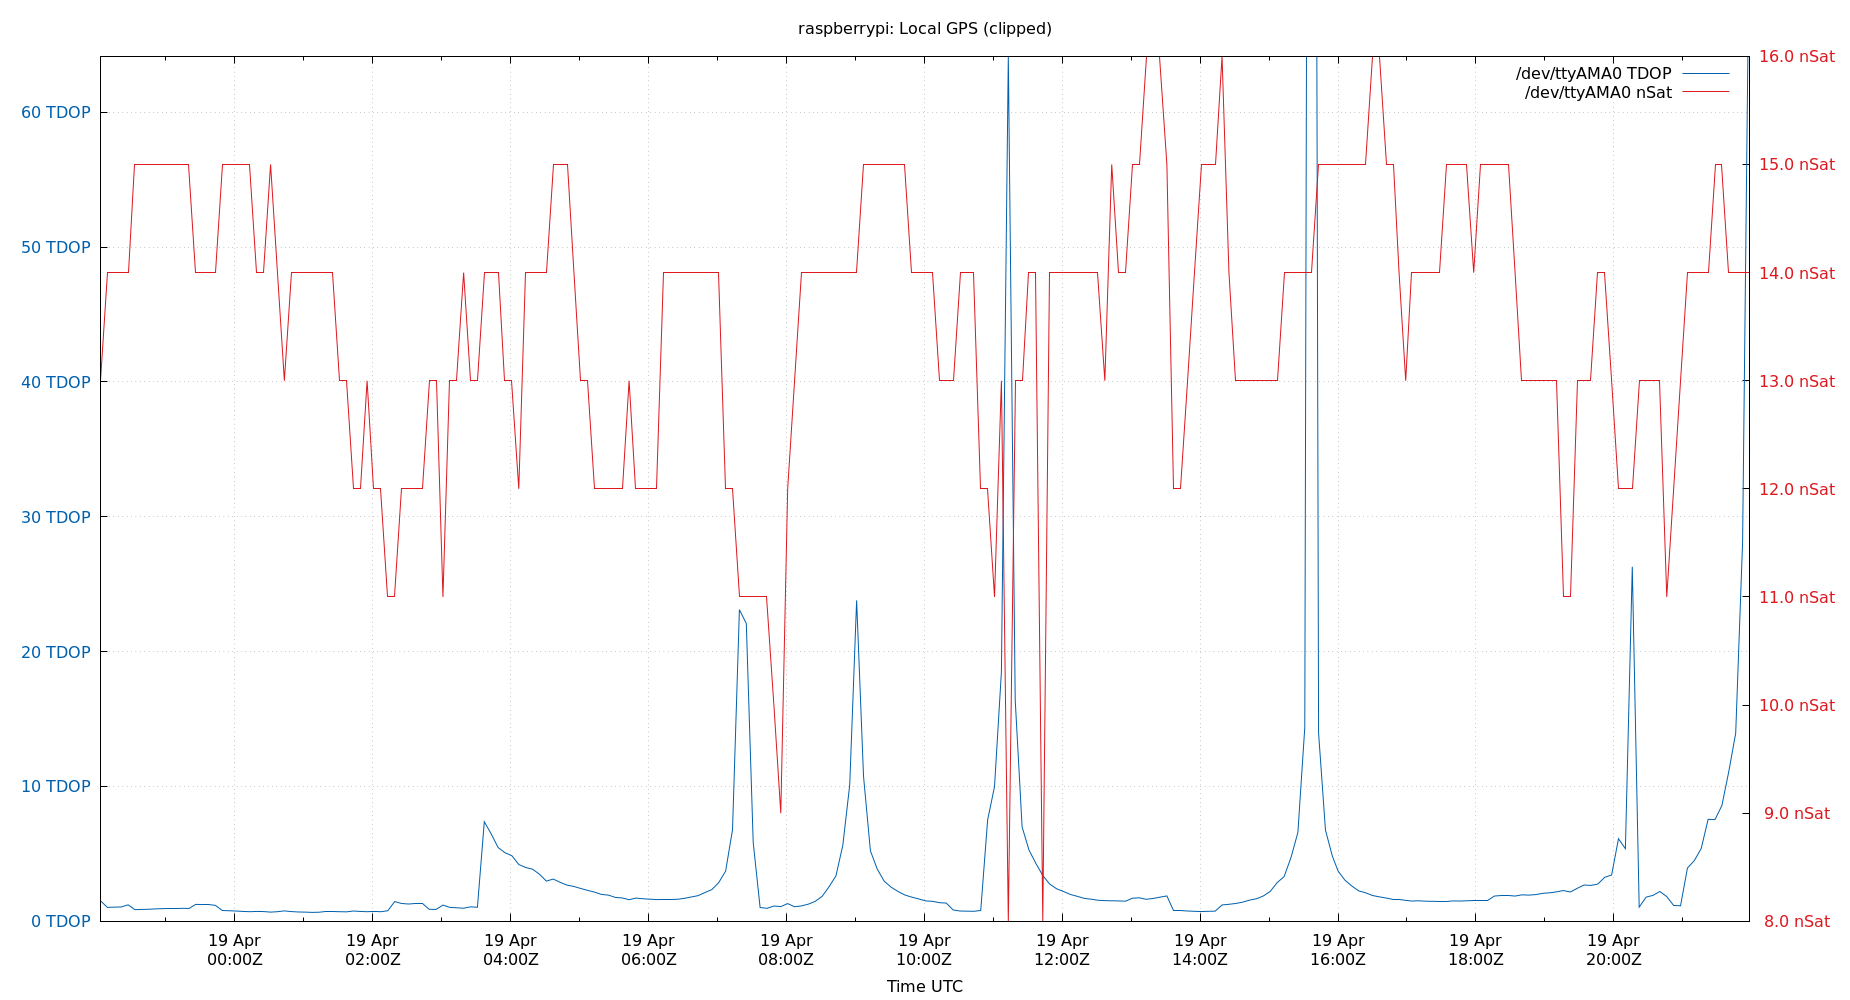 raspberrypi: Local GPS (clipped)
/dev/ttyAMA0 TDOP
/dev/ttyAMA0 nSat
60 TDOP
50 TDOP
40 TDOP
30 TDOP
20 TDOP
10 TDOP
0 TDOP
16.0 nSat
15.0 nSat
14.0 nSat
13.0 nSat
12.0 nSat
11.0 nSat
10.0 nSat
9.0 nSat
8.0 nSat
19 Apr
00:00Z
19 Apr
02:00Z
19 Apr
04:00Z
19 Apr
06:00Z
19 Apr
08:00Z
19 Apr
10:00Z
19 Apr
12:00Z
19 Apr
14:00Z
19 Apr
16:00Z
19 Apr
18:00Z
19 Apr
20:00Z
Time UTC